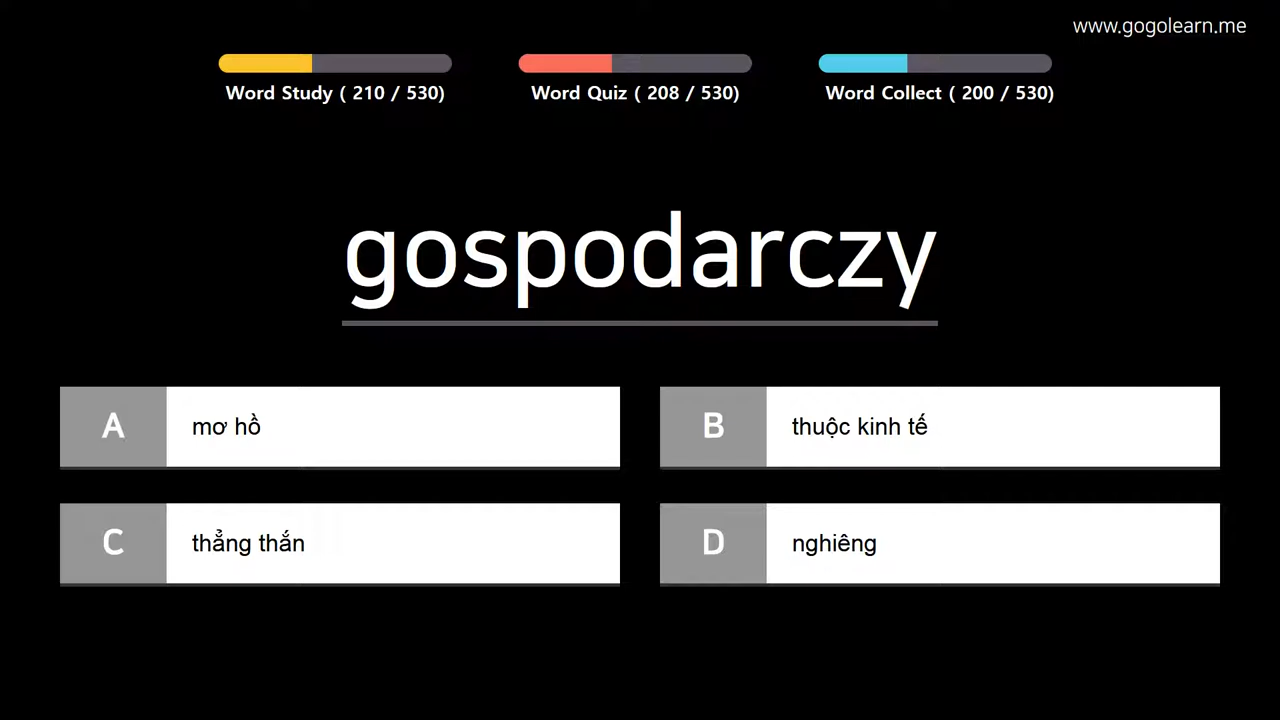 www.gogolearn.me
Word Study ( 210 / 530)
Word Quiz ( 208 / 530)
Word Collect ( 200 / 530)
gospodarczy
A mơ hồ
B thuộc kinh tế
C thẳng thắn
D nghiêng